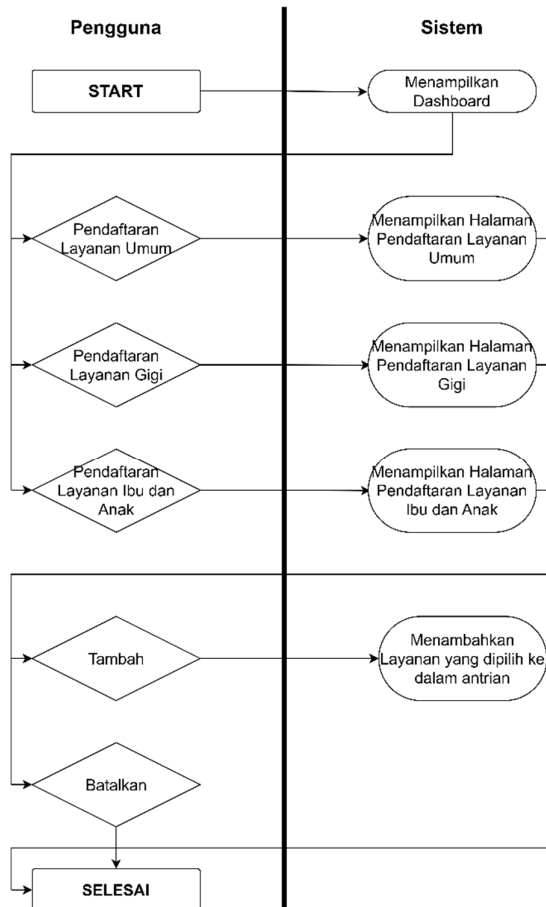 Pengguna
Sistem
START
Menampilkan
Dashboard
Pendaftaran
Layanan Umum
Menampilkan Halaman
Pendaftaran Layanan
Umum
Pendaftaran
Layanan Gigi
Menampilkan Halaman
Pendaftaran Layanan
Gigi
Pendaftaran
Layanan Ibu dan
Anak
Menampilkan Halaman
Pendaftaran Layanan
Ibu dan Anak
Tambah
Menambahkan
Layanan yang dipilih ke
dalam antrian
Batalkan
SELESAI